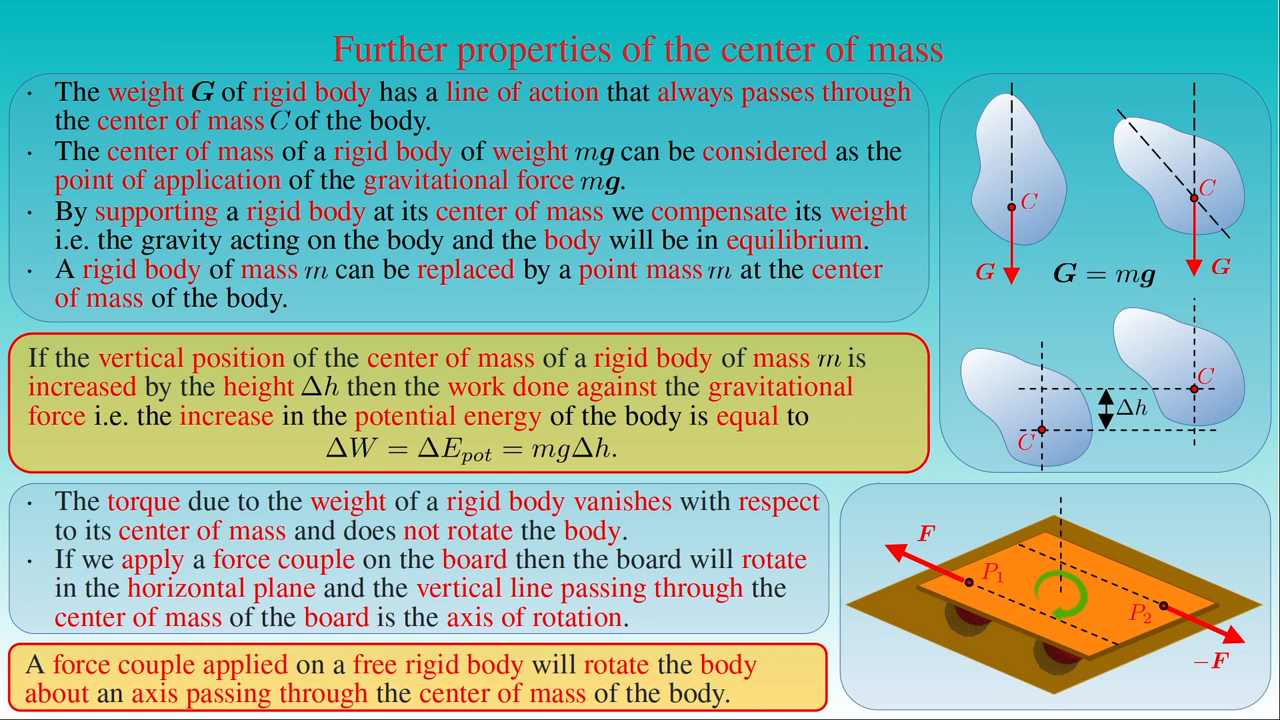 Further properties of the center of mass
· The weight G of rigid body has a line of action that always passes through
the center of mass C of the body.
· The center of mass of a rigid body of weight mg can be considered as the
point of application of the gravitational force mg.
· By supporting a rigid body at its center of mass we compensate its weight
i.e. the gravity acting on the body and the body will be in equilibrium.
· A rigid body of mass m can be replaced by a point mass m at the center
of mass of the body.
C
C
G
G = mg
G
If the vertical position of the center of mass of a rigid body of mass m is
increased by the height Δh then the work done against the gravitational
force i.e. the increase in the potential energy of the body is equal to
ΔW = ΔE_pot = mgΔh.
C
Δh
C
· The torque due to the weight of a rigid body vanishes with respect
to its center of mass and does not rotate the body.
· If we apply a force couple on the board then the board will rotate
in the horizontal plane and the vertical line passing through the
center of mass of the board is the axis of rotation.
F
P₁
P₂
−F
A force couple applied on a free rigid body will rotate the body
about an axis passing through the center of mass of the body.